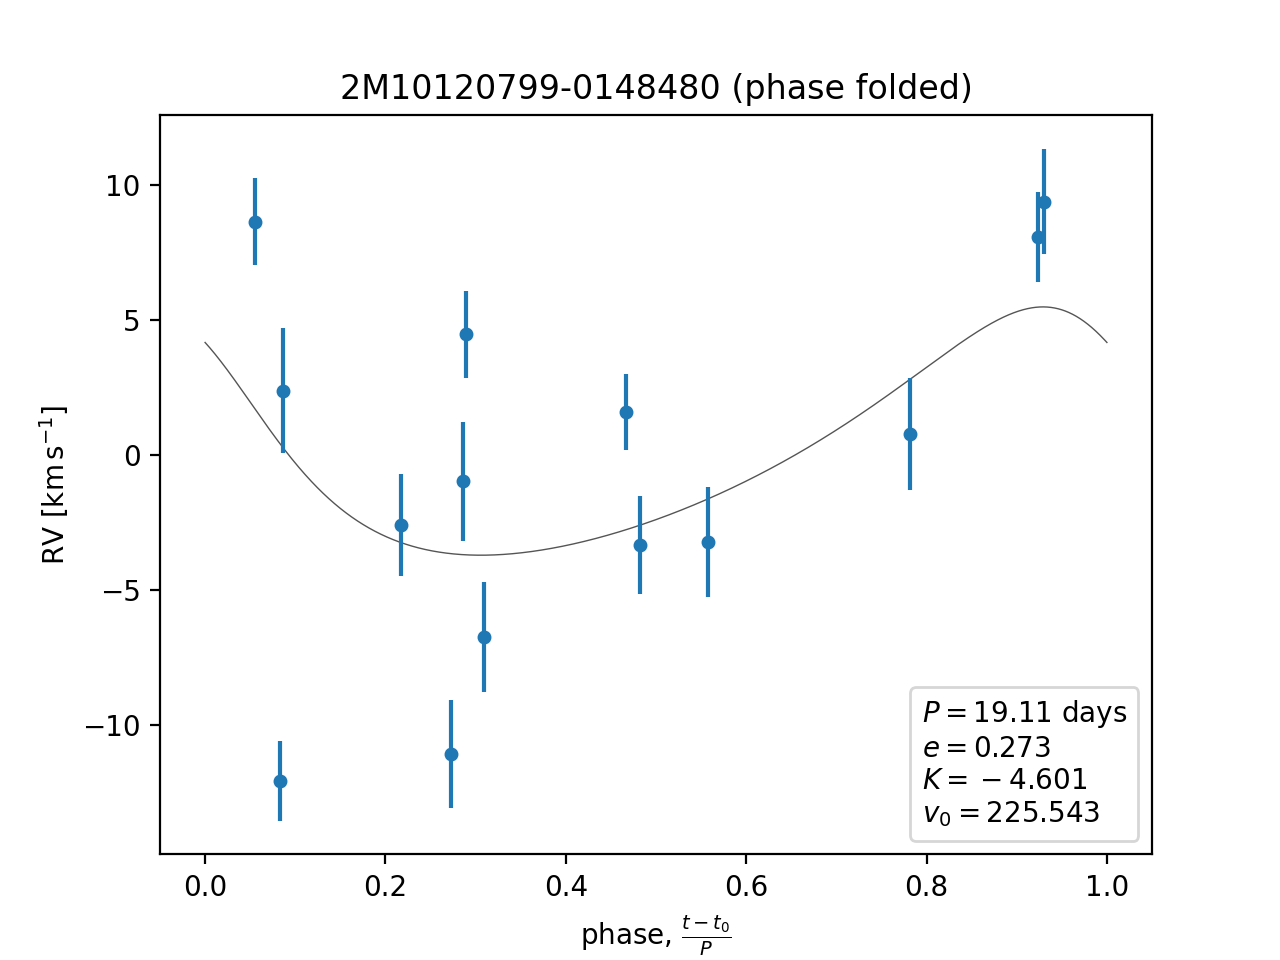 2M10120799-0148480 (phase folded)
RV [km s⁻¹]
10
5
0
−5
−10
P = 19.11 days
e = 0.273
K = − 4.601
v₀ = 225.543
0.0 0.2 0.4 0.6 0.8 1.0
phase, (t − t₀)/P